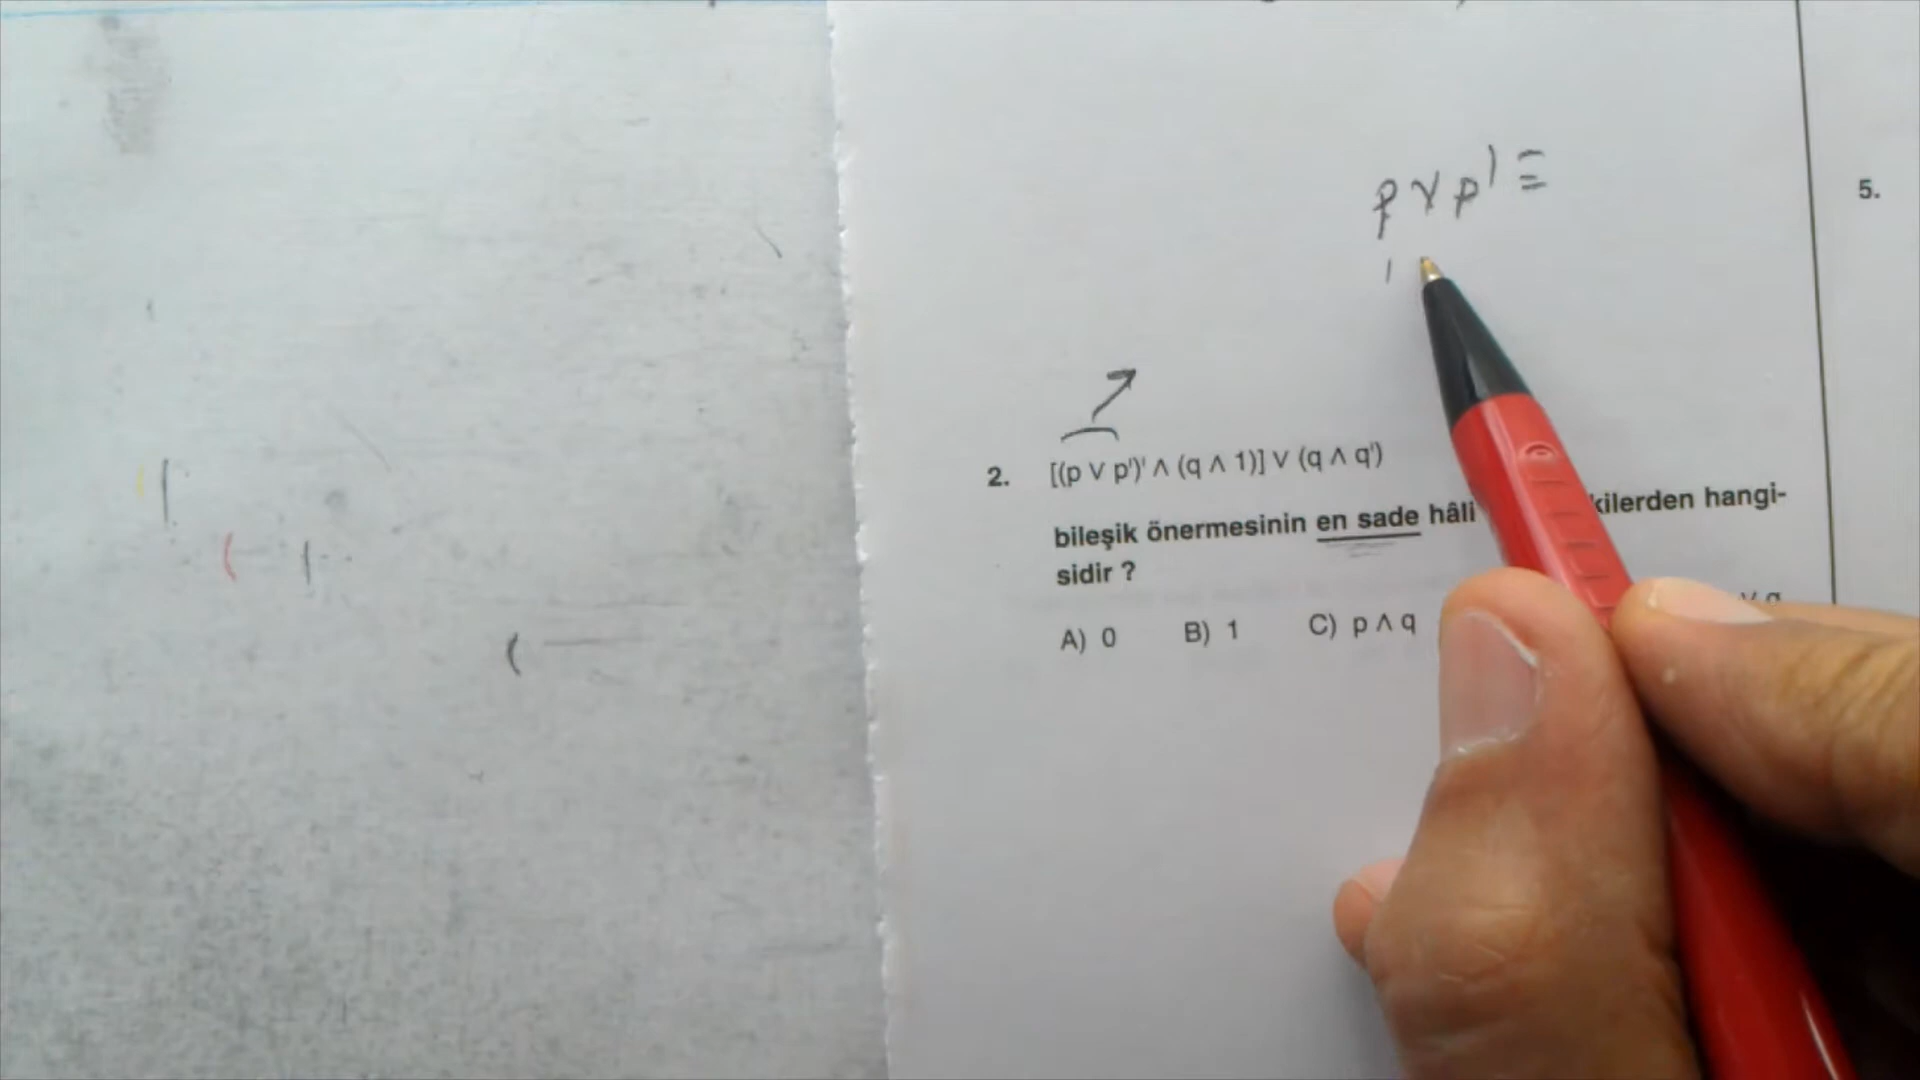 p ∨ p' ≡
1
2. [(p ∨ p')' ∧ (q ∧ 1)] ∨ (q ∧ q')
bileşik önermesinin en sade hâli kilerden hangi-
sidir ?
A) 0 B) 1 C) p ∧ q ∨ q
5.